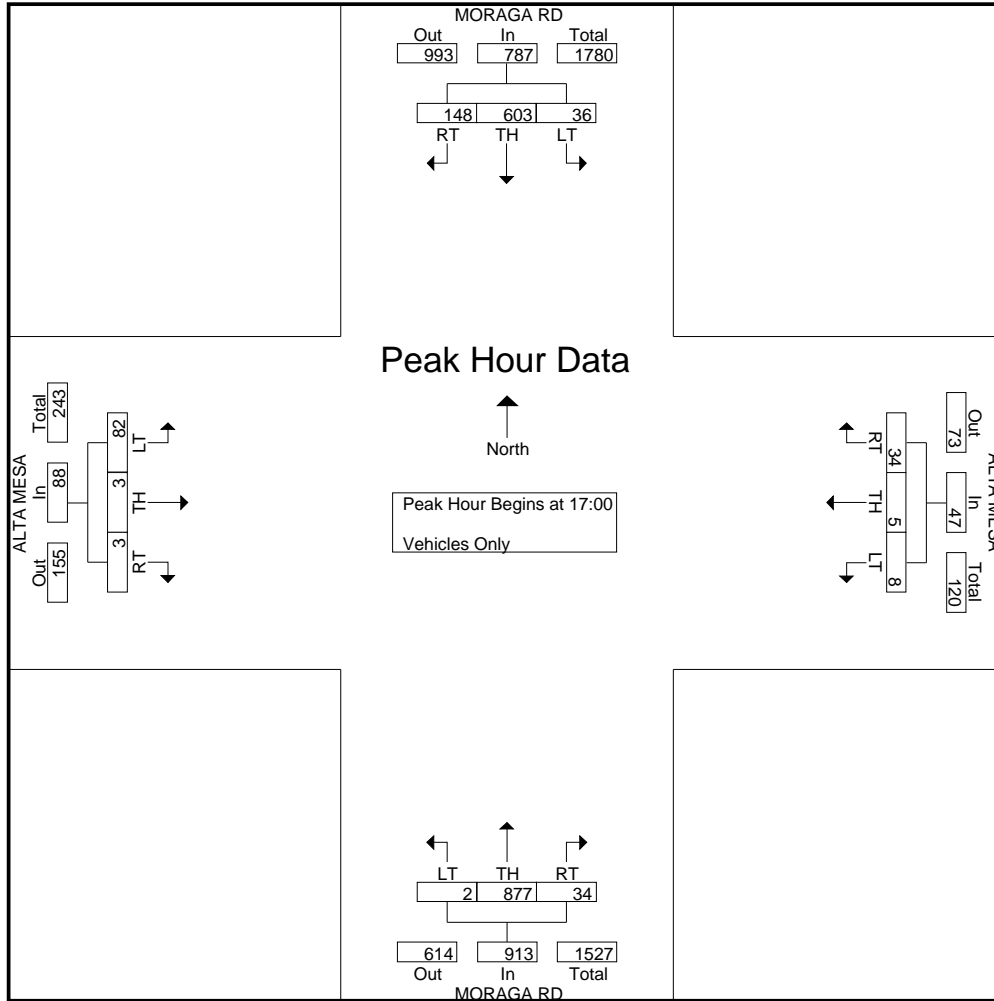 MORAGA RD
Out In Total
993 787 1780
148 603 36
RT TH LT
Peak Hour Data
North
Peak Hour Begins at 17:00
Vehicles Only
ALTA MESA
Total In Out
243 88 155
82 3 3
LT TH RT
ALTA MESA
Out In Total
73 47 120
34 5 8
RT TH LT
LT TH RT
2 877 34
614 913 1527
Out In Total
MORAGA RD